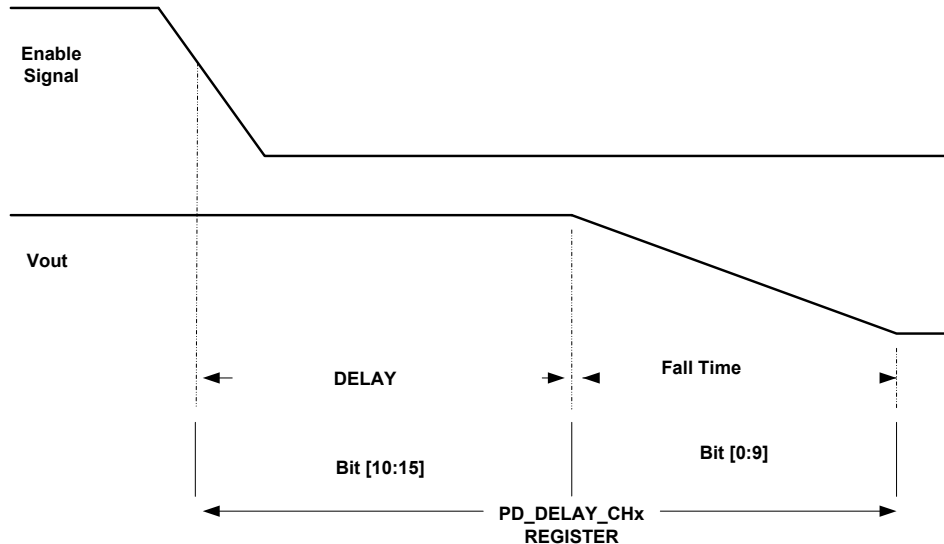 Enable
Signal
Vout
DELAY
Fall Time
Bit [10:15]
Bit [0:9]
PD_DELAY_CHx
REGISTER